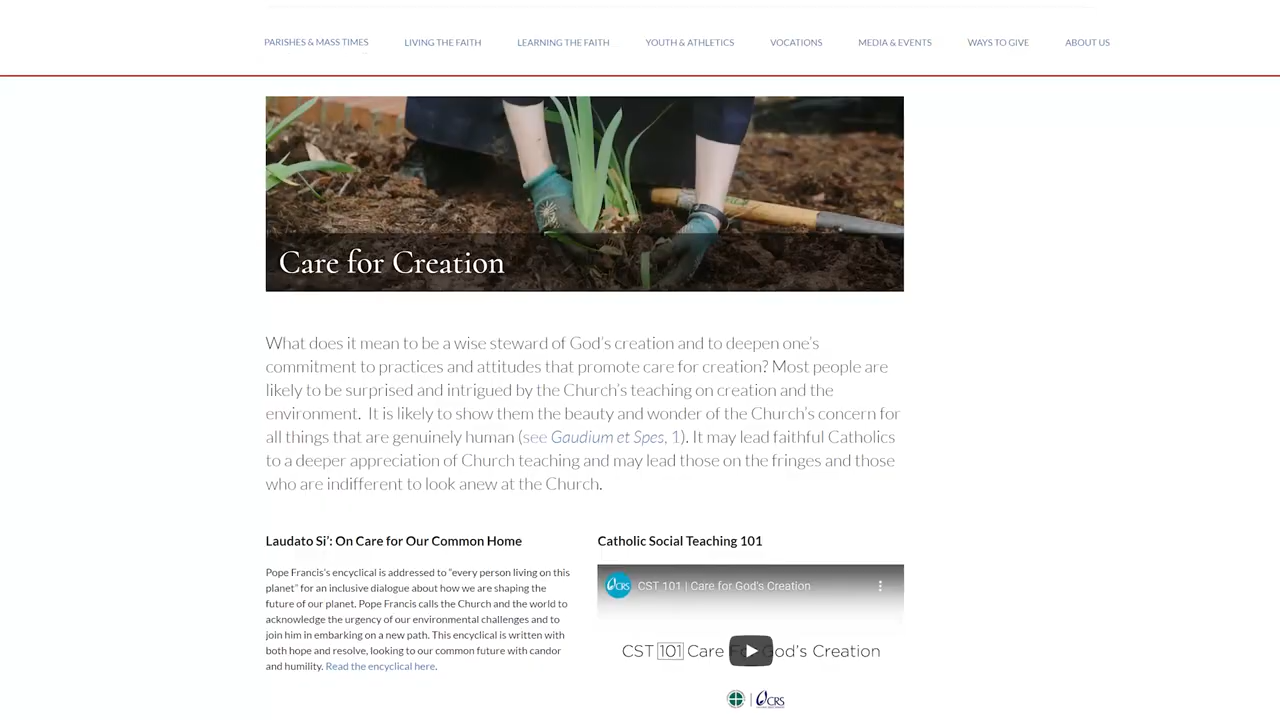 PARISHES & MASS TIMES LIVING THE FAITH LEARNING THE FAITH YOUTH & ATHLETICS VOCATIONS MEDIA & EVENTS WAYS TO GIVE ABOUT US
Care for Creation
What does it mean to be a wise steward of God's creation and to deepen one's
commitment to practices and attitudes that promote care for creation? Most people are
likely to be surprised and intrigued by the Church's teaching on creation and the
environment. It is likely to show them the beauty and wonder of the Church's concern for
all things that are genuinely human (see Gaudium et Spes, 1). It may lead faithful Catholics
to a deeper appreciation of Church teaching and may lead those on the fringes and those
who are indifferent to look anew at the Church.
Laudato Si': On Care for Our Common Home
Pope Francis's encyclical is addressed to "every person living on this
planet" for an inclusive dialogue about how we are shaping the
future of our planet. Pope Francis calls the Church and the world to
acknowledge the urgency of our environmental challenges and to
join him in embarking on a new path. This encyclical is written with
both hope and resolve, looking to our common future with candor
and humility. Read the encyclical here.
Catholic Social Teaching 101
CRS CST 101 | Care for God's Creation
CST 101 Care F God's Creation
CRS